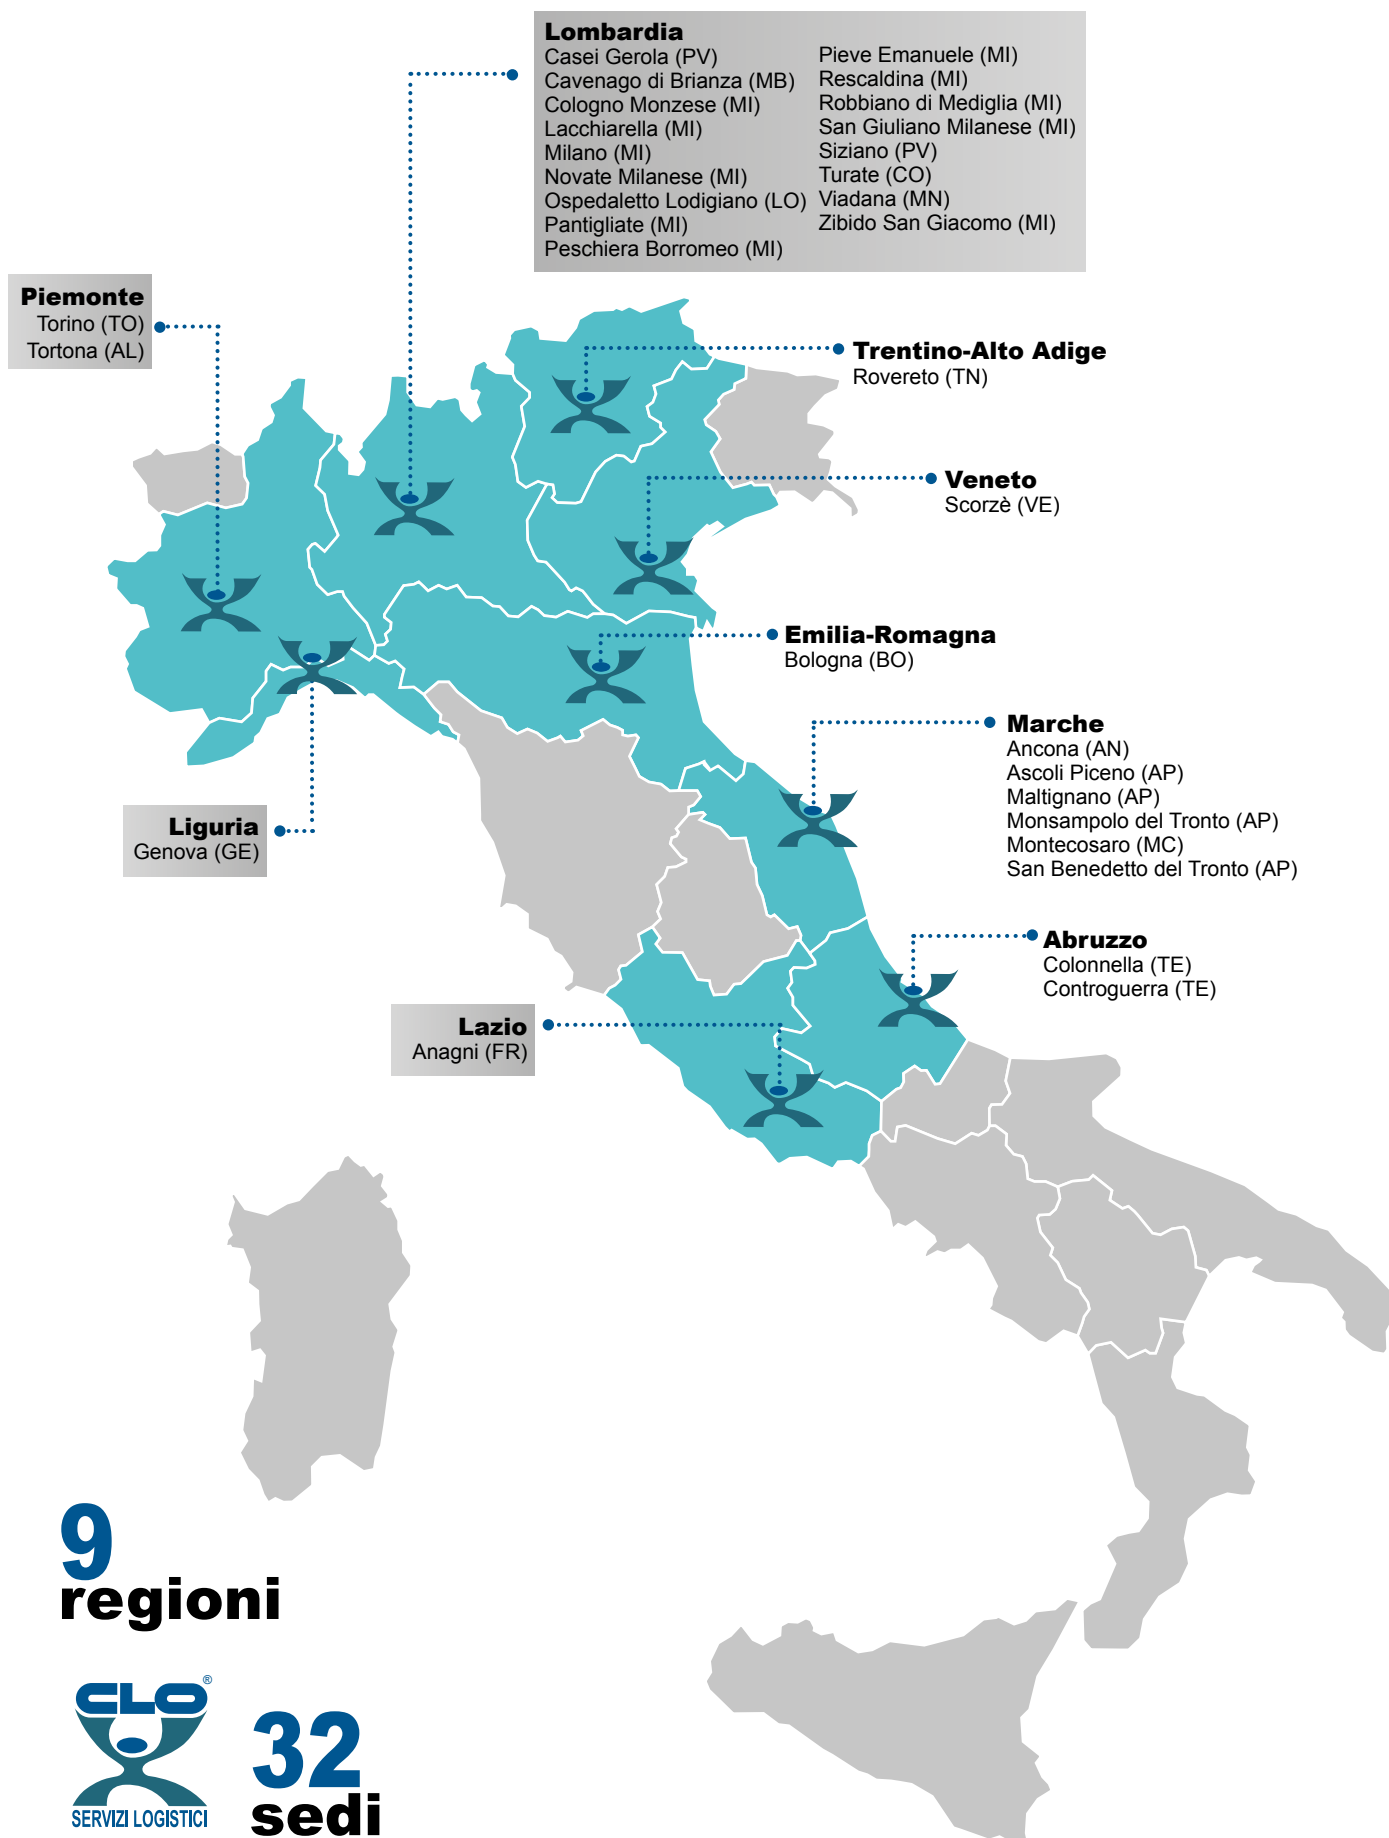 Lombardia
Casei Gerola (PV)
Cavenago di Brianza (MB)
Cologno Monzese (MI)
Lacchiarella (MI)
Milano (MI)
Novate Milanese (MI)
Ospedaletto Lodigiano (LO)
Pantigliate (MI)
Peschiera Borromeo (MI)
Pieve Emanuele (MI)
Rescaldina (MI)
Robbiano di Mediglia (MI)
San Giuliano Milanese (MI)
Siziano (PV)
Turate (CO)
Viadana (MN)
Zibido San Giacomo (MI)
Piemonte
Torino (TO)
Tortona (AL)
Trentino-Alto Adige
Rovereto (TN)
Veneto
Scorzè (VE)
Emilia-Romagna
Bologna (BO)
Marche
Ancona (AN)
Ascoli Piceno (AP)
Maltignano (AP)
Monsampolo del Tronto (AP)
Montecosaro (MC)
San Benedetto del Tronto (AP)
Liguria
Genova (GE)
Abruzzo
Colonnella (TE)
Controguerra (TE)
Lazio
Anagni (FR)
9
regioni
CLO®
SERVIZI LOGISTICI
32
sedi